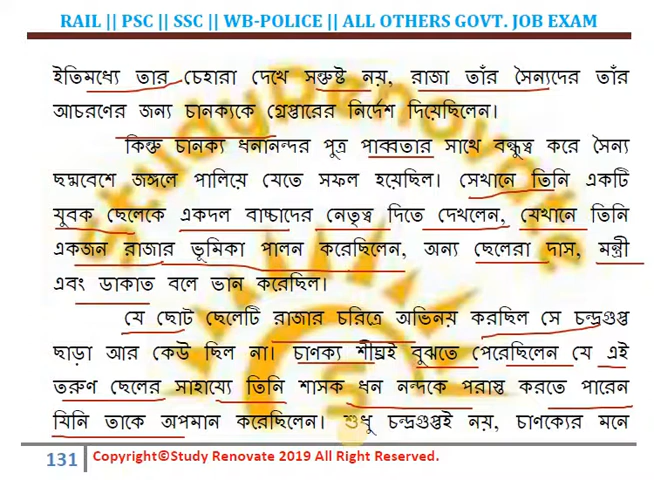 RAIL || PSC || SSC || WB-POLICE || ALL OTHERS GOVT. JOB EXAM
ইতিমধ্যে তার চেহারা দেখে সন্তুষ্ট নয়, রাজা তাঁর সৈন্যদের তাঁর
আচরণের জন্য চানক্যকে গ্রেপ্তারের নির্দেশ দিয়েছিলেন।
কিন্তু চানক্য ধনানন্দর পুত্র পাব্বতার সাথে বন্ধুত্ব করে সৈন্য
ছদ্মবেশে জঙ্গলে পালিয়ে যেতে সফল হয়েছিল। সেখানে তিনি একটি
যুবক ছেলেকে একদল বাচ্চাদের নেতৃত্ব দিতে দেখলেন, যেখানে তিনি
একজন রাজার ভূমিকা পালন করেছিলেন, অন্য ছেলেরা দাস, মন্ত্রী
এবং ডাকাত বলে ভান করেছিল।
যে ছোট ছেলেটি রাজার চরিত্রে অভিনয় করছিল সে চন্দ্রগুপ্ত
ছাড়া আর কেউ ছিল না। চাণক্য শীঘ্রই বুঝতে পেরেছিলেন যে এই
তরুণ ছেলের সাহায্যে তিনি শাসক ধন নন্দকে পরাস্ত করতে পারেন
যিনি তাকে অপমান করেছিলেন। শুধু চন্দ্রগুপ্তই নয়, চাণক্যের মনে
131 Copyright©Study Renovate 2019 All Right Reserved.
StudyRenovate